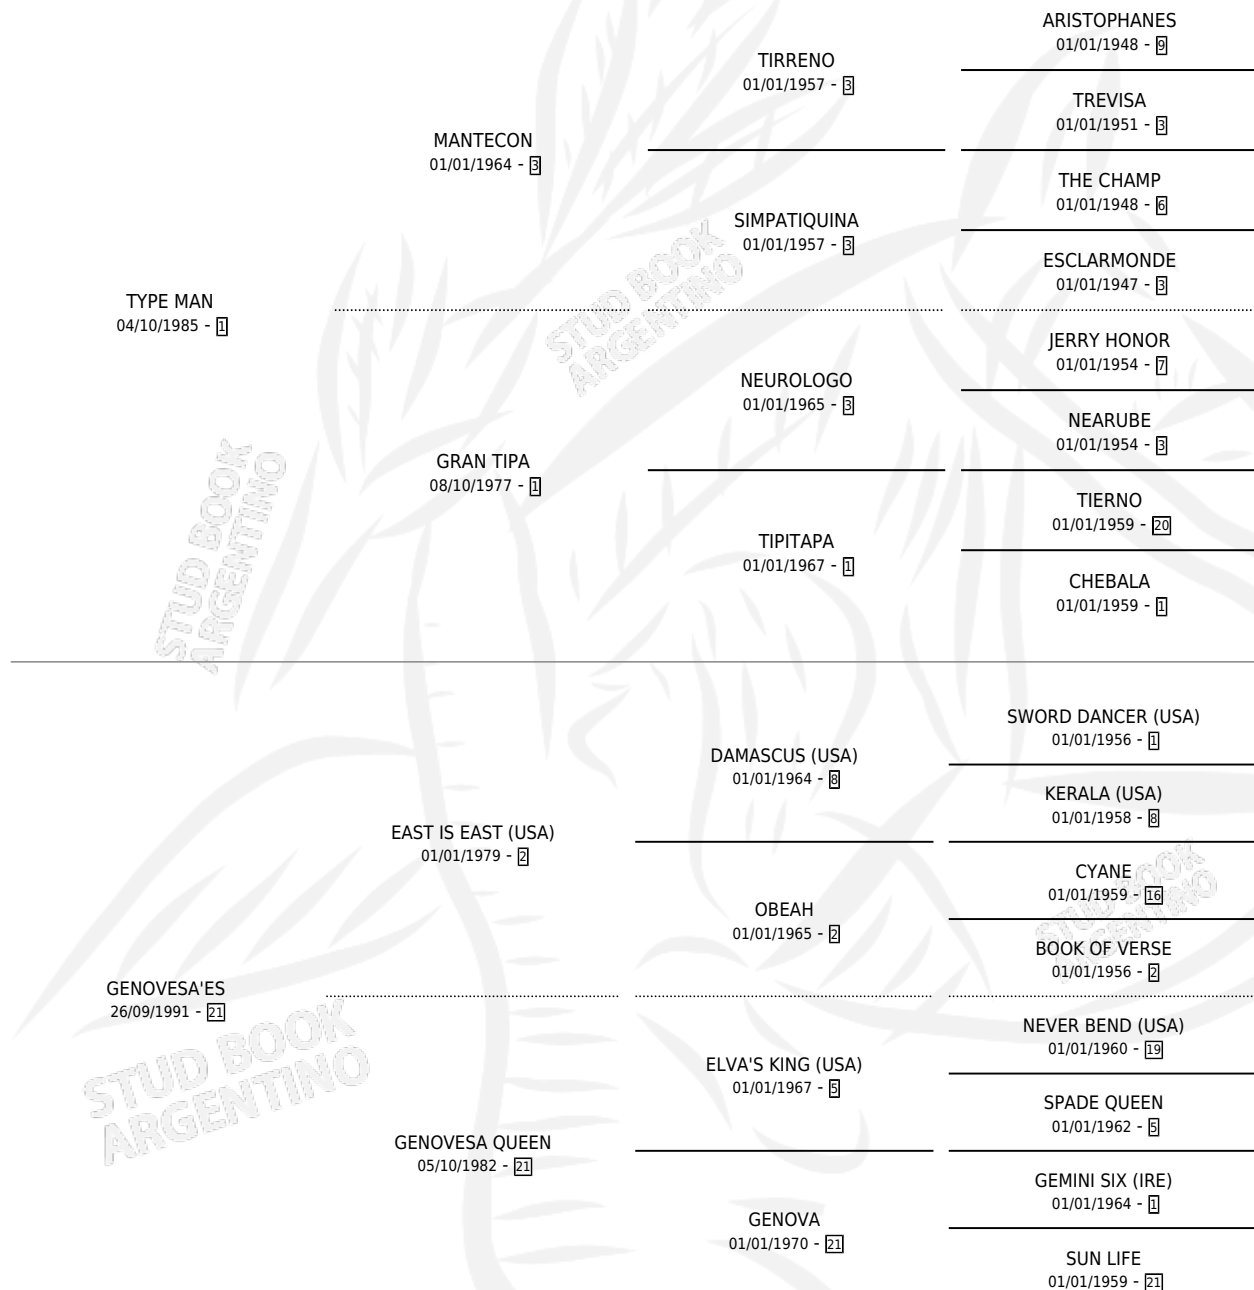 ARISTOPHANES
01/01/1948 - 9
TIRRENO
01/01/1957 - 3
TREVISA
01/01/1951 - 3
MANTECON
01/01/1964 - 3
THE CHAMP
01/01/1948 - 6
SIMPATIQUINA
01/01/1957 - 3
ESCLARMONDE
01/01/1947 - 3
TYPE MAN
04/10/1985 - 1
JERRY HONOR
01/01/1954 - 7
NEUROLOGO
01/01/1965 - 3
NEARUBE
01/01/1954 - 3
GRAN TIPA
08/10/1977 - 1
TIERNO
01/01/1959 - 20
TIPITAPA
01/01/1967 - 1
CHEBALA
01/01/1959 - 1
STUD BOOK
ARGENTINO
STUD BOOK
ARGENTINO
SWORD DANCER (USA)
01/01/1956 - 1
DAMASCUS (USA)
01/01/1964 - 8
KERALA (USA)
01/01/1958 - 8
EAST IS EAST (USA)
01/01/1979 - 2
CYANE
01/01/1959 - 16
OBEAH
01/01/1965 - 2
BOOK OF VERSE
01/01/1956 - 2
GENOVESA'ES
26/09/1991 - 21
NEVER BEND (USA)
01/01/1960 - 19
ELVA'S KING (USA)
01/01/1967 - 5
SPADE QUEEN
01/01/1962 - 5
GENOVESA QUEEN
05/10/1982 - 21
GEMINI SIX (IRE)
01/01/1964 - 1
GENOVA
01/01/1970 - 21
SUN LIFE
01/01/1959 - 21
STUD BOOK
ARGENTINO
STUD BOOK
ARGENTINO